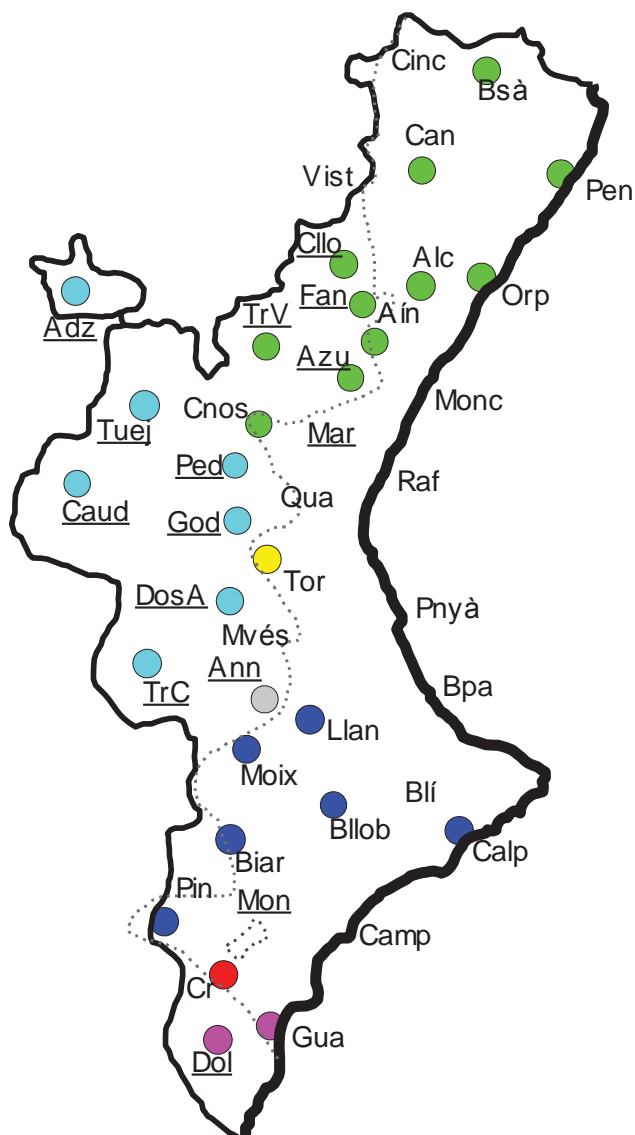 Cinc
Bsà
Can
Vist
Pen
Cllo
Alc
Orp
Adz
Fan
TrV
Aín
Azu
Monc
Cnos
Tuej
Mar
Ped
Raf
Caud
Qua
God
Tor
DosA
Pnyà
Mvés
Ann
TrC
Bpa
Llan
Moix
Blí
Bllob
Calp
Biar
Pin
Mon
Camp
Cr
Gua
Dol